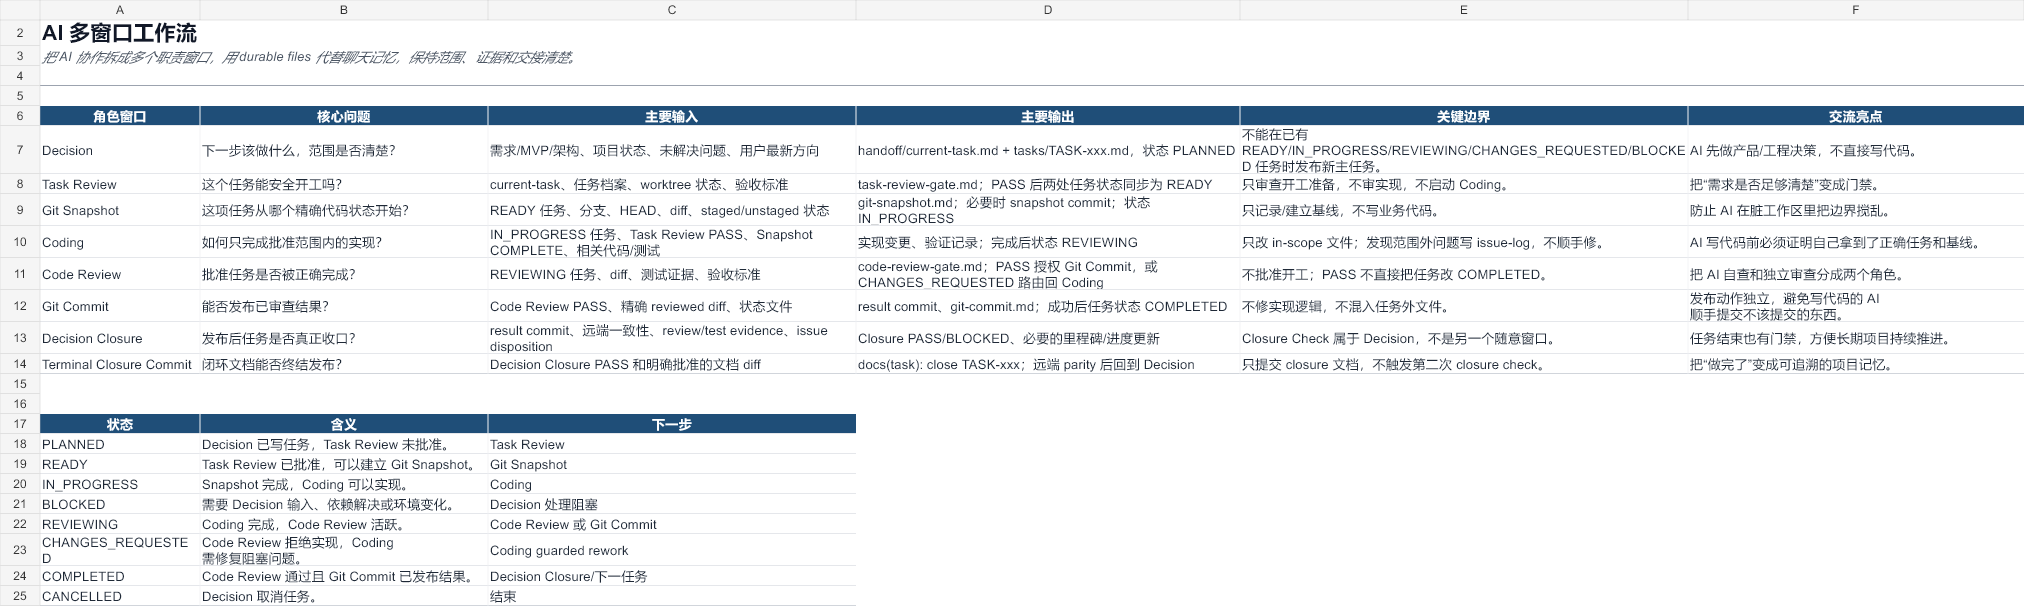 A B C D E F
2 AI 多窗口工作流
3 把 AI 协作拆成多个职责窗口，用 durable files 代替聊天记忆，保持范围、证据和交接清楚。
4
5
6 角色窗口 核心问题 主要输入 主要输出 关键边界 交流亮点
不能在已有
7 Decision 下一步该做什么，范围是否清楚？ 需求/MVP/架构、项目状态、未解决问题、用户最新方向 handoff/current-task.md + tasks/TASK-xxx.md，状态 PLANNED READY/IN_PROGRESS/REVIEWING/CHANGES_REQUESTED/BLOCKE AI 先做产品/工程决策，不直接写代码。
D 任务时发布新主任务。
8 Task Review 这个任务能安全开工吗？ current-task、任务档案、worktree 状态、验收标准 task-review-gate.md；PASS 后两处任务状态同步为 READY 只审查开工准备，不审实现，不启动 Coding。 把“需求是否足够清楚”变成门禁。
9 Git Snapshot 这项任务从哪个精确代码状态开始？ READY 任务、分支、HEAD、diff、staged/unstaged 状态 git-snapshot.md；必要时 snapshot commit；状态
IN_PROGRESS 只记录/建立基线，不写业务代码。 防止 AI 在脏工作区里把边界搅乱。
10 Coding 如何只完成批准范围内的实现？ IN_PROGRESS 任务、Task Review PASS、Snapshot
COMPLETE、相关代码/测试 实现变更、验证记录；完成后状态 REVIEWING 只改 in-scope 文件；发现范围外问题写 issue-log，不顺手修。 AI 写代码前必须证明自己拿到了正确任务和基线。
11 Code Review 批准任务是否被正确完成？ REVIEWING 任务、diff、测试证据、验收标准 code-review-gate.md；PASS 授权 Git Commit，或
CHANGES_REQUESTED 路由回 Coding 不批准开工；PASS 不直接把任务改 COMPLETED。 把 AI 自查和独立审查分成两个角色。
12 Git Commit 能否发布已审查结果？ Code Review PASS、精确 reviewed diff、状态文件 result commit、git-commit.md；成功后任务状态 COMPLETED 不修实现逻辑，不混入任务外文件。 发布动作独立，避免写代码的 AI
顺手提交不该提交的东西。
13 Decision Closure 发布后任务是否真正收口？ result commit、远端一致性、review/test evidence、issue
disposition Closure PASS/BLOCKED、必要的里程碑/进度更新 Closure Check 属于 Decision，不是另一个随意窗口。 任务结束也有门禁，方便长期项目持续推进。
14 Terminal Closure Commit 闭环文档能否终结发布？ Decision Closure PASS 和明确批准的文档 diff docs(task): close TASK-xxx；远端 parity 后回到 Decision 只提交 closure 文档，不触发第二次 closure check。 把“做完了”变成可追溯的项目记忆。
15
16
17 状态 含义 下一步
18 PLANNED Decision 已写任务，Task Review 未批准。 Task Review
19 READY Task Review 已批准，可以建立 Git Snapshot。 Git Snapshot
20 IN_PROGRESS Snapshot 完成，Coding 可以实现。 Coding
21 BLOCKED 需要 Decision 输入、依赖解决或环境变化。 Decision 处理阻塞
22 REVIEWING Coding 完成，Code Review 活跃。 Code Review 或 Git Commit
23 CHANGES_REQUESTE
D Code Review 拒绝实现，Coding
需修复阻塞问题。 Coding guarded rework
24 COMPLETED Code Review 通过且 Git Commit 已发布结果。 Decision Closure/下一任务
25 CANCELLED Decision 取消任务。 结束